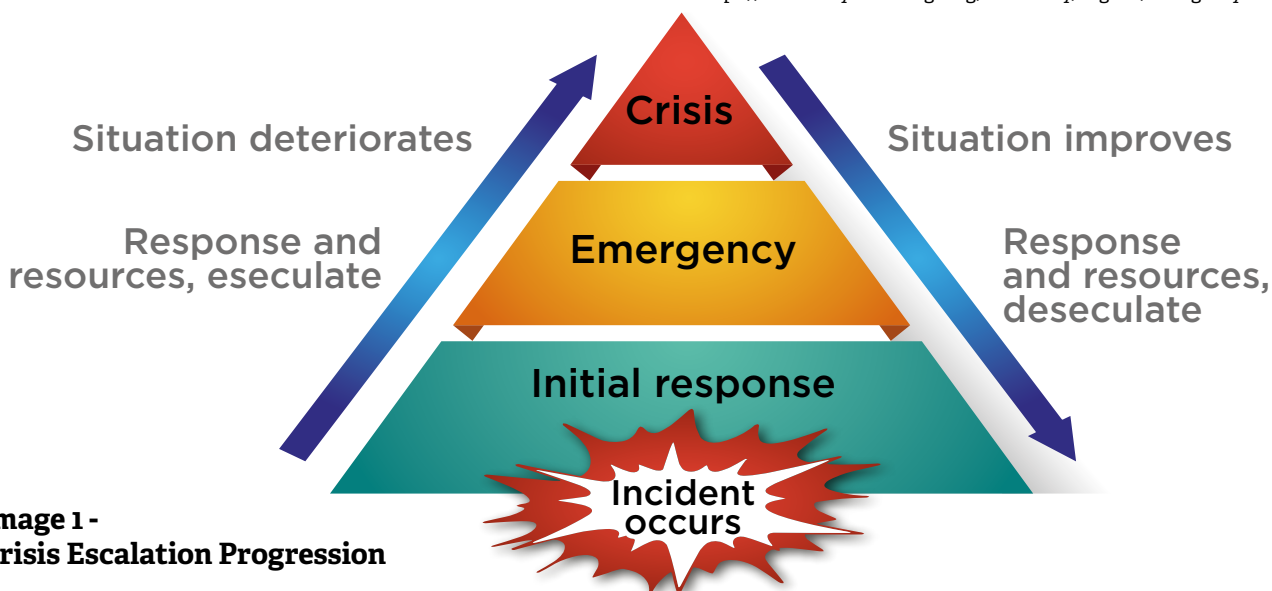 Crisis
Situation deteriorates
Situation improves
Response and
resources, eseculate
Emergency
Response
and resources,
deseculate
Initial response
Incident
occurs
mage 1 -
risis Escalation Progression